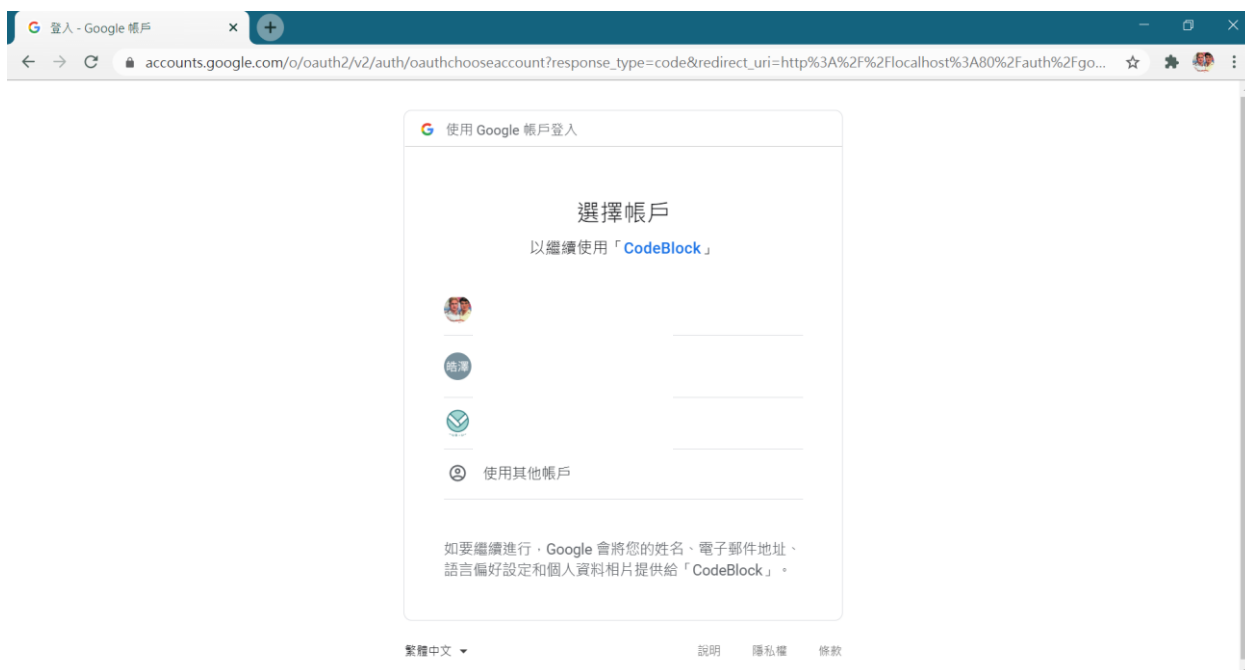 登入 - Google 帳戶
accounts.google.com/o/oauth2/v2/auth/oauthchooseaccount?response_type=code&redirect_uri=http%3A%2F%2Flocalhost%3A80%2Fauth%2Fgo...
使用 Google 帳戶登入
選擇帳戶
以繼續使用「CodeBlock」
皓澤
使用其他帳戶
如要繼續進行，Google 會將您的姓名、電子郵件地址、
語言偏好設定和個人資料相片提供給「CodeBlock」。
繁體中文 說明 隱私權 條款